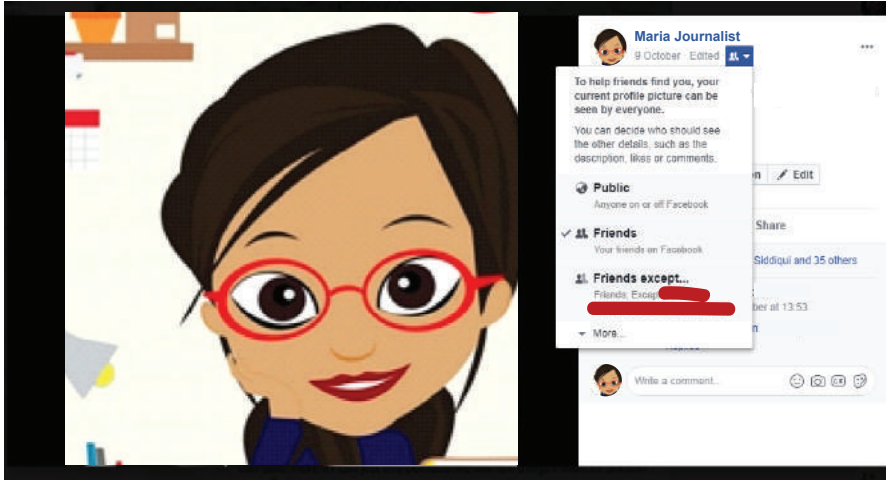 Maria Journalist
9 October · Edited
To help friends find you, your
current profile picture can be
seen by everyone.
You can decide who should see
the other details, such as the
description, likes or comments.
on
Edit
Public
Anyone on or off Facebook
Share
Friends
Your friends on Facebook
Siddiqui and 35 others
Friends except...
Friends; Except
ber at 13:53
More...
Write a comment...